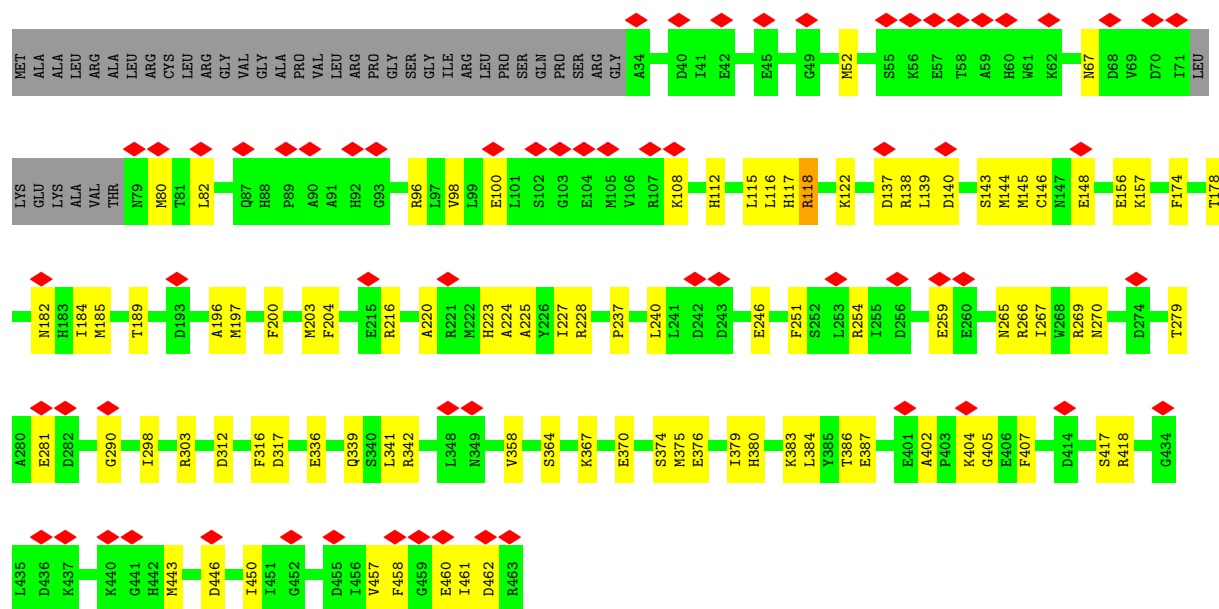 MET ALA ALA LEU ARG ALA LEU ARG CYS LEU ARG GLY VAL GLY ALA PRO VAL LEU ARG PRO GLY SER GLY ILE ARG LEU PRO SER GLN PRO SER ARG GLY A34 D40 I41 E42 E45 G49 M52 S55 K56 E57 T58 A59 H60 W61 K62 N67 D68 V69 D70 I71 LEU
LYS GLU LYS ALA VAL THR N79 M80 T81 L82 Q87 H88 P89 A90 A91 H92 G93 R96 L97 V98 L99 E100 L101 S102 G103 E104 M105 V106 R107 K108 H112 L115 L116 H117 R118 K122 D137 R138 L139 D140 S143 M144 M145 C146 N147 E148 E156 K157 F174 T178
N182 H183 I184 M185 T189 D193 A196 M197 F200 M203 F204 E215 R216 A220 R221 M222 H223 A224 A225 Y226 I227 R228 P237 L240 L241 D242 D243 E246 F251 S252 L253 R254 I255 D256 E259 E260 N265 R266 I267 W268 R269 N270 D274 T279
A280 E281 D282 G290 I298 R303 D312 F316 D317 E336 Q339 S340 L341 R342 L348 N349 V358 S364 K367 E370 S374 M375 E376 I379 H380 K383 L384 Y385 T386 E387 E401 A402 P403 K404 G405 E406 F407 D414 S417 R418 G434
L435 D436 K437 K440 G441 H442 M443 D446 I450 I451 G452 D455 I456 V457 F458 G459 E460 I461 D462 R463